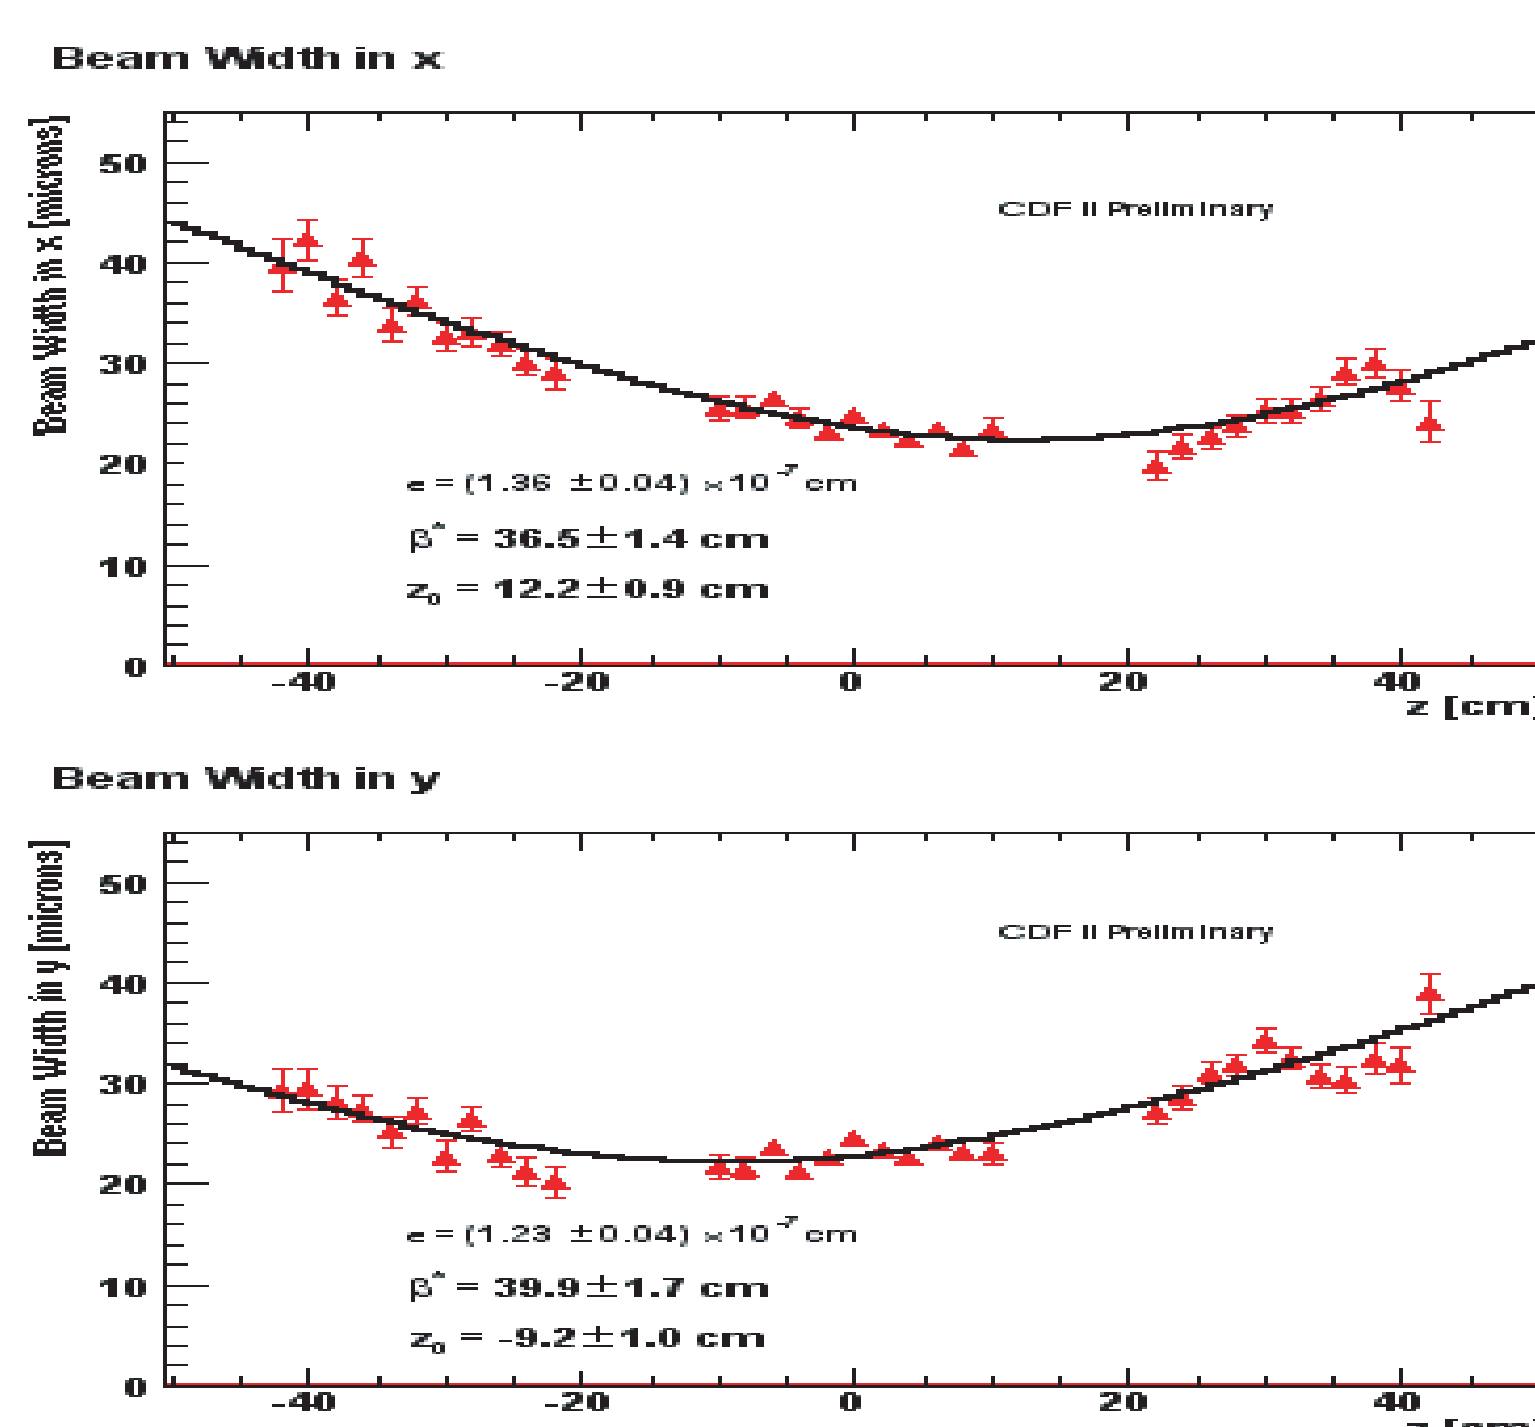 Beam Width in x
Beam Width in x [microns]
50
40
30
20
10
0
CDF II Preliminary
e = (1.36 ±0.04) ×10⁻⁷ cm
β* = 36.5±1.4 cm
z₀ = 12.2±0.9 cm
-40 -20 0 20 40
z [cm]
Beam Width in y
Beam Width in y [microns]
50
40
30
20
10
0
CDF II Preliminary
e = (1.23 ±0.04) ×10⁻⁷ cm
β* = 39.9±1.7 cm
z₀ = -9.2±1.0 cm
-40 -20 0 20 40
z [cm]